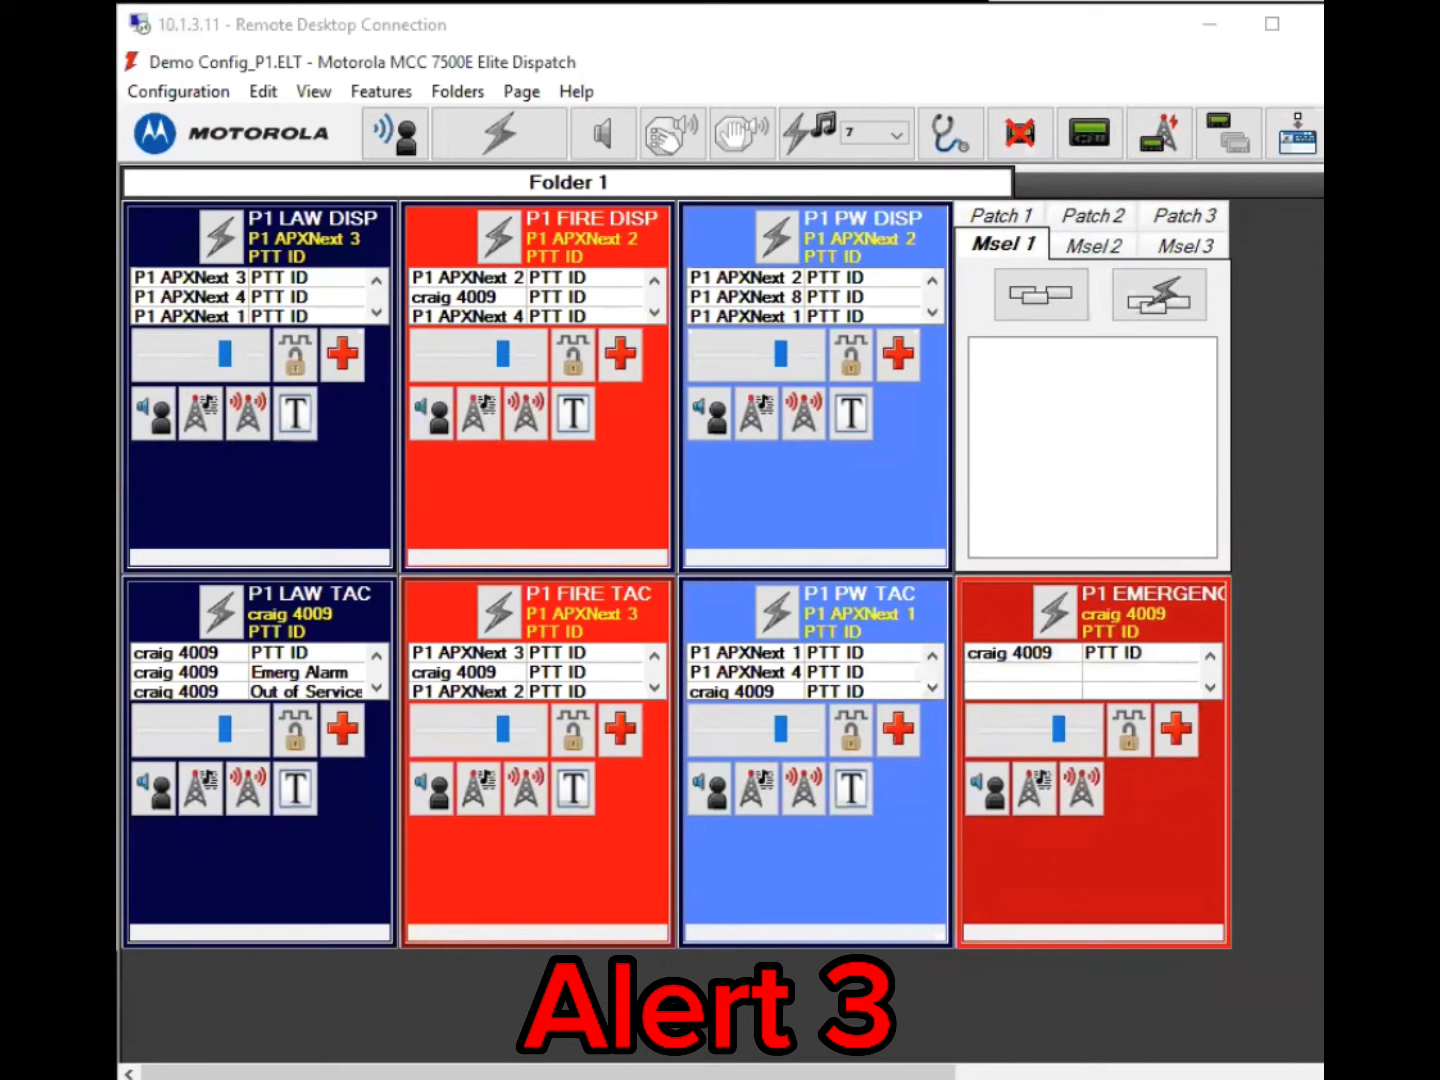 10.1.3.11 - Remote Desktop Connection
Demo Config_P1.ELT - Motorola MCC 7500E Elite Dispatch
Configuration Edit View Features Folders Page Help
MOTOROLA 7
Folder 1
P1 LAW DISP
P1 APXNext 3
PTT ID
P1 APXNext 3 PTT ID
P1 APXNext 4 PTT ID
P1 APXNext 1 PTT ID
T
P1 FIRE DISP
P1 APXNext 2
PTT ID
P1 APXNext 2 PTT ID
craig 4009 PTT ID
P1 APXNext 4 PTT ID
T
P1 PW DISP
P1 APXNext 2
PTT ID
P1 APXNext 2 PTT ID
P1 APXNext 8 PTT ID
P1 APXNext 1 PTT ID
T
Patch 1 Patch 2 Patch 3
Msel 1 Msel 2 Msel 3
P1 LAW TAC
craig 4009
PTT ID
craig 4009 PTT ID
craig 4009 Emerg Alarm
craig 4009 Out of Service
T
P1 FIRE TAC
P1 APXNext 3
PTT ID
P1 APXNext 3 PTT ID
craig 4009 PTT ID
P1 APXNext 2 PTT ID
T
P1 PW TAC
P1 APXNext 1
PTT ID
P1 APXNext 1 PTT ID
P1 APXNext 4 PTT ID
craig 4009 PTT ID
T
P1 EMERGENC
craig 4009
PTT ID
craig 4009 PTT ID
Alert 3